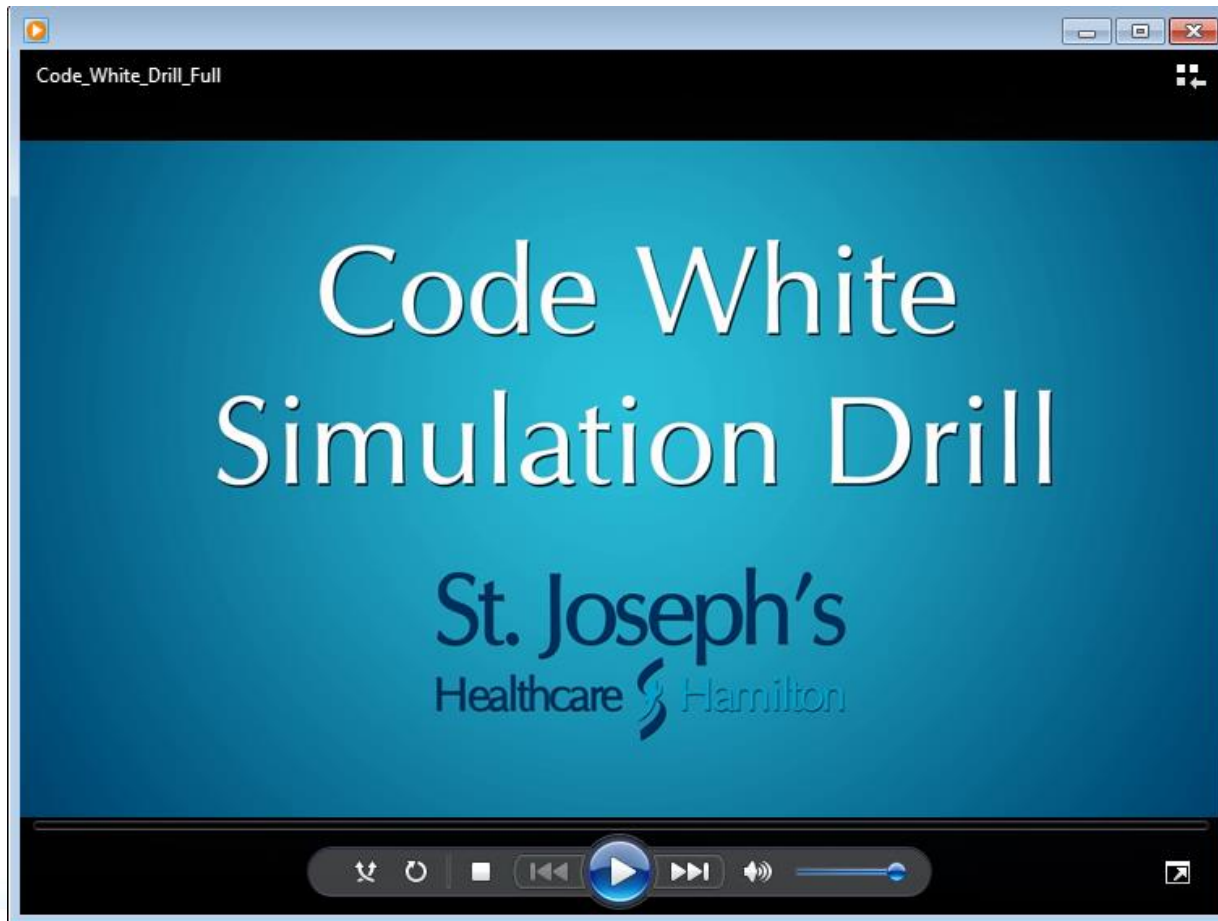 Code_White_Drill_Full
Code White
Simulation Drill
St. Joseph's
Healthcare Hamilton